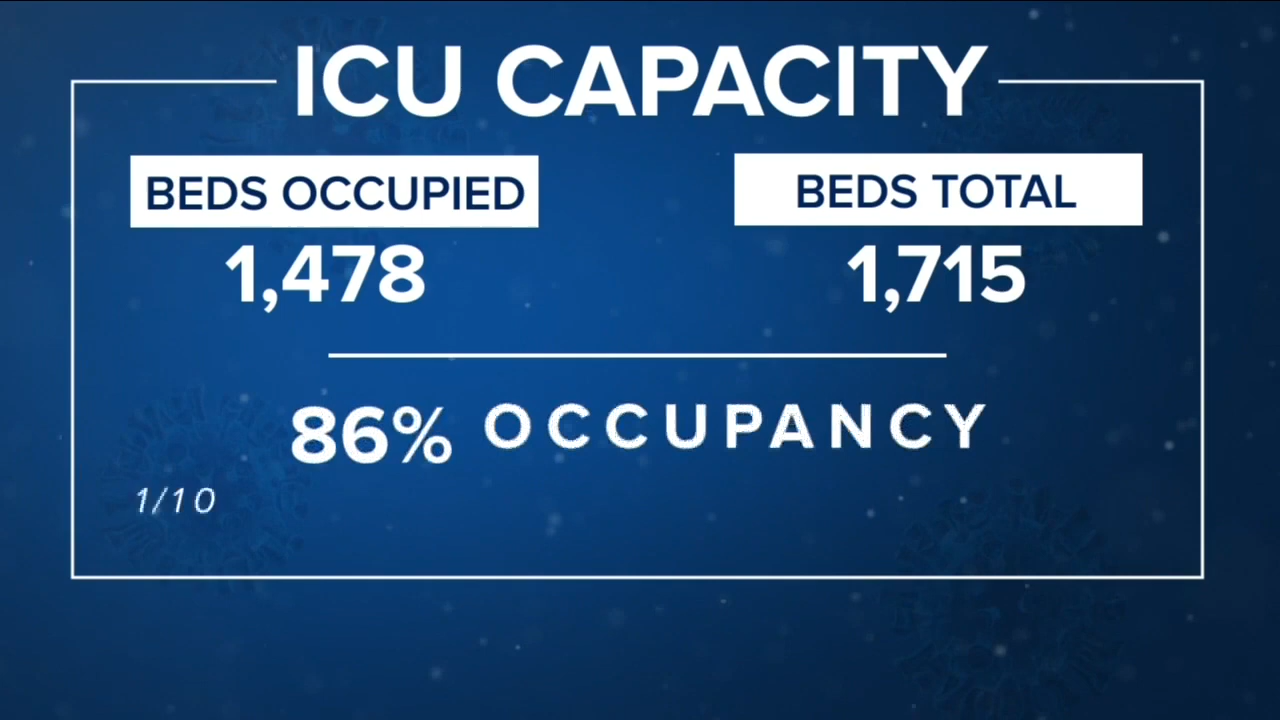 ICU CAPACITY
BEDS OCCUPIED
BEDS TOTAL
1,478
1,715
86% OCCUPANCY
1/10